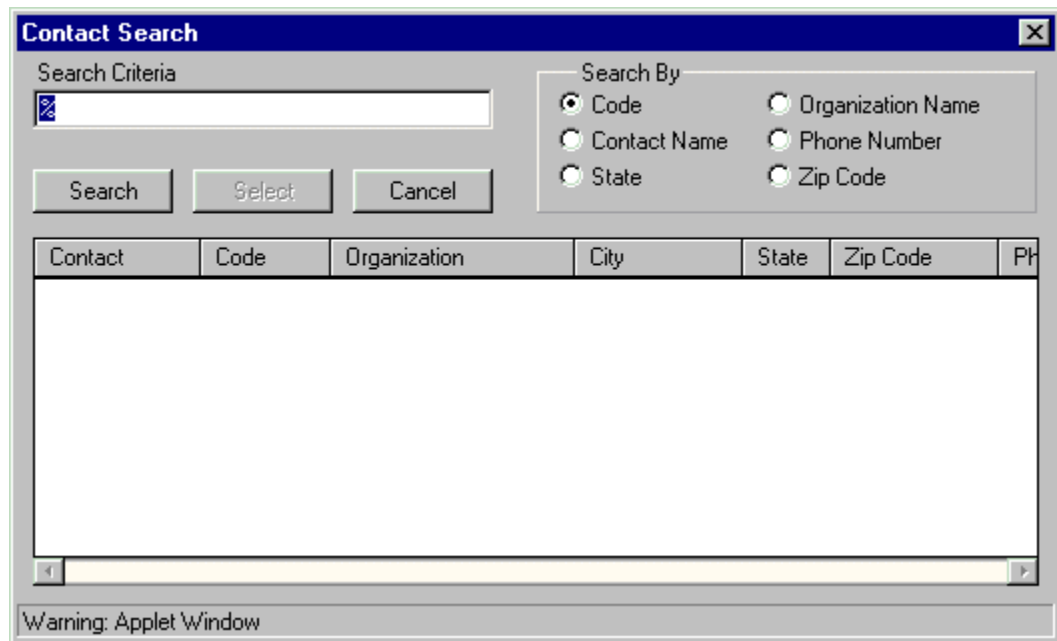 Contact Search
Search Criteria
%
Search By
Code
Organization Name
Contact Name
Phone Number
State
Zip Code
Search Select Cancel
Contact Code Organization City State Zip Code Ph
Warning: Applet Window